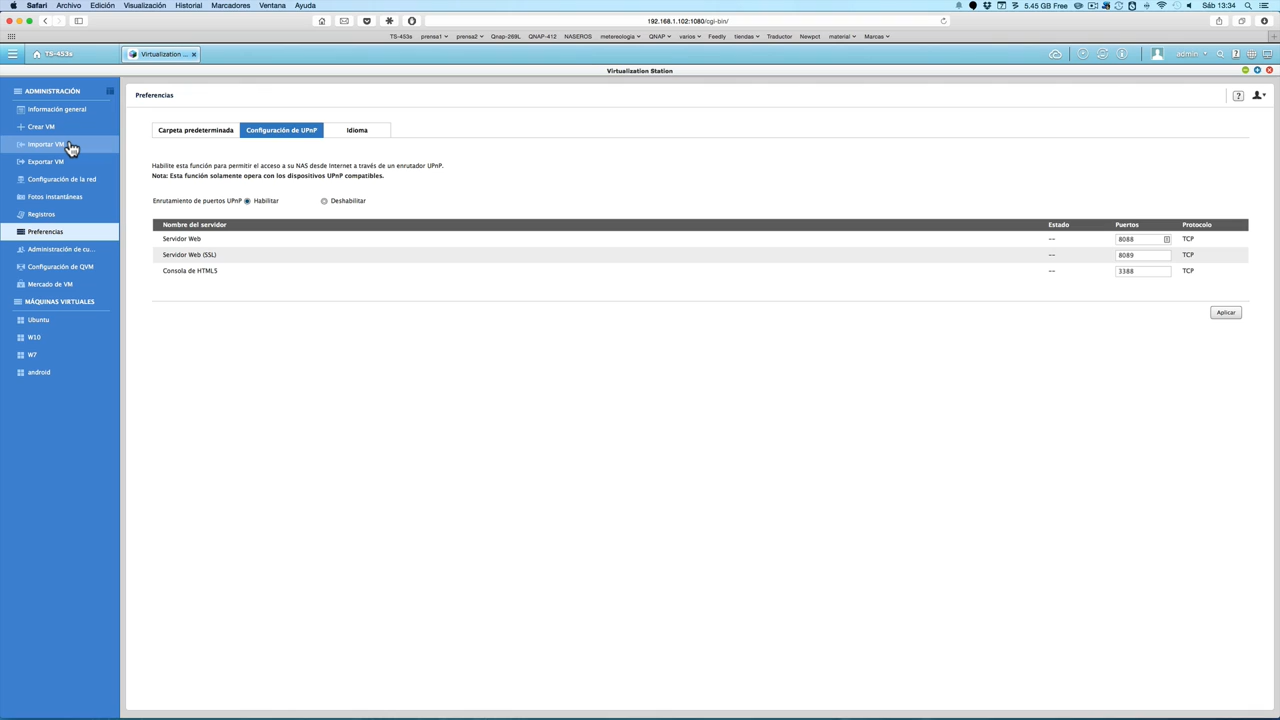 Safari Archivo Edición Visualización Historial Marcadores Ventana Ayuda 5.45 GB Free Sáb 13:34
192.168.1.102:1080/cgi-bin/
TS-453s prensa1 prensa2 Qnap-269L QNAP-412 NASEROS metereologia QNAP varios Feedly tiendas Traductor Newpct material Marcas
TS-453s Virtualization ... admin
Virtualization Station
ADMINISTRACIÓN
Información general
Crear VM
Importar VM
Exportar VM
Configuración de la red
Fotos instantáneas
Registros
Preferencias
Administración de cu...
Configuración de QVM
Mercado de VM
MÁQUINAS VIRTUALES
Ubuntu
W10
W7
android
Preferencias
Carpeta predeterminada Configuración de UPnP Idioma
Habilite esta función para permitir el acceso a su NAS desde Internet a través de un enrutador UPnP.
Nota: Esta función solamente opera con los dispositivos UPnP compatibles.
Enrutamiento de puertos UPnP Habilitar Deshabilitar
Nombre del servidor Estado Puertos Protocolo
Servidor Web -- 8088 TCP
Servidor Web (SSL) -- 8089 TCP
Consola de HTML5 -- 3388 TCP
Aplicar